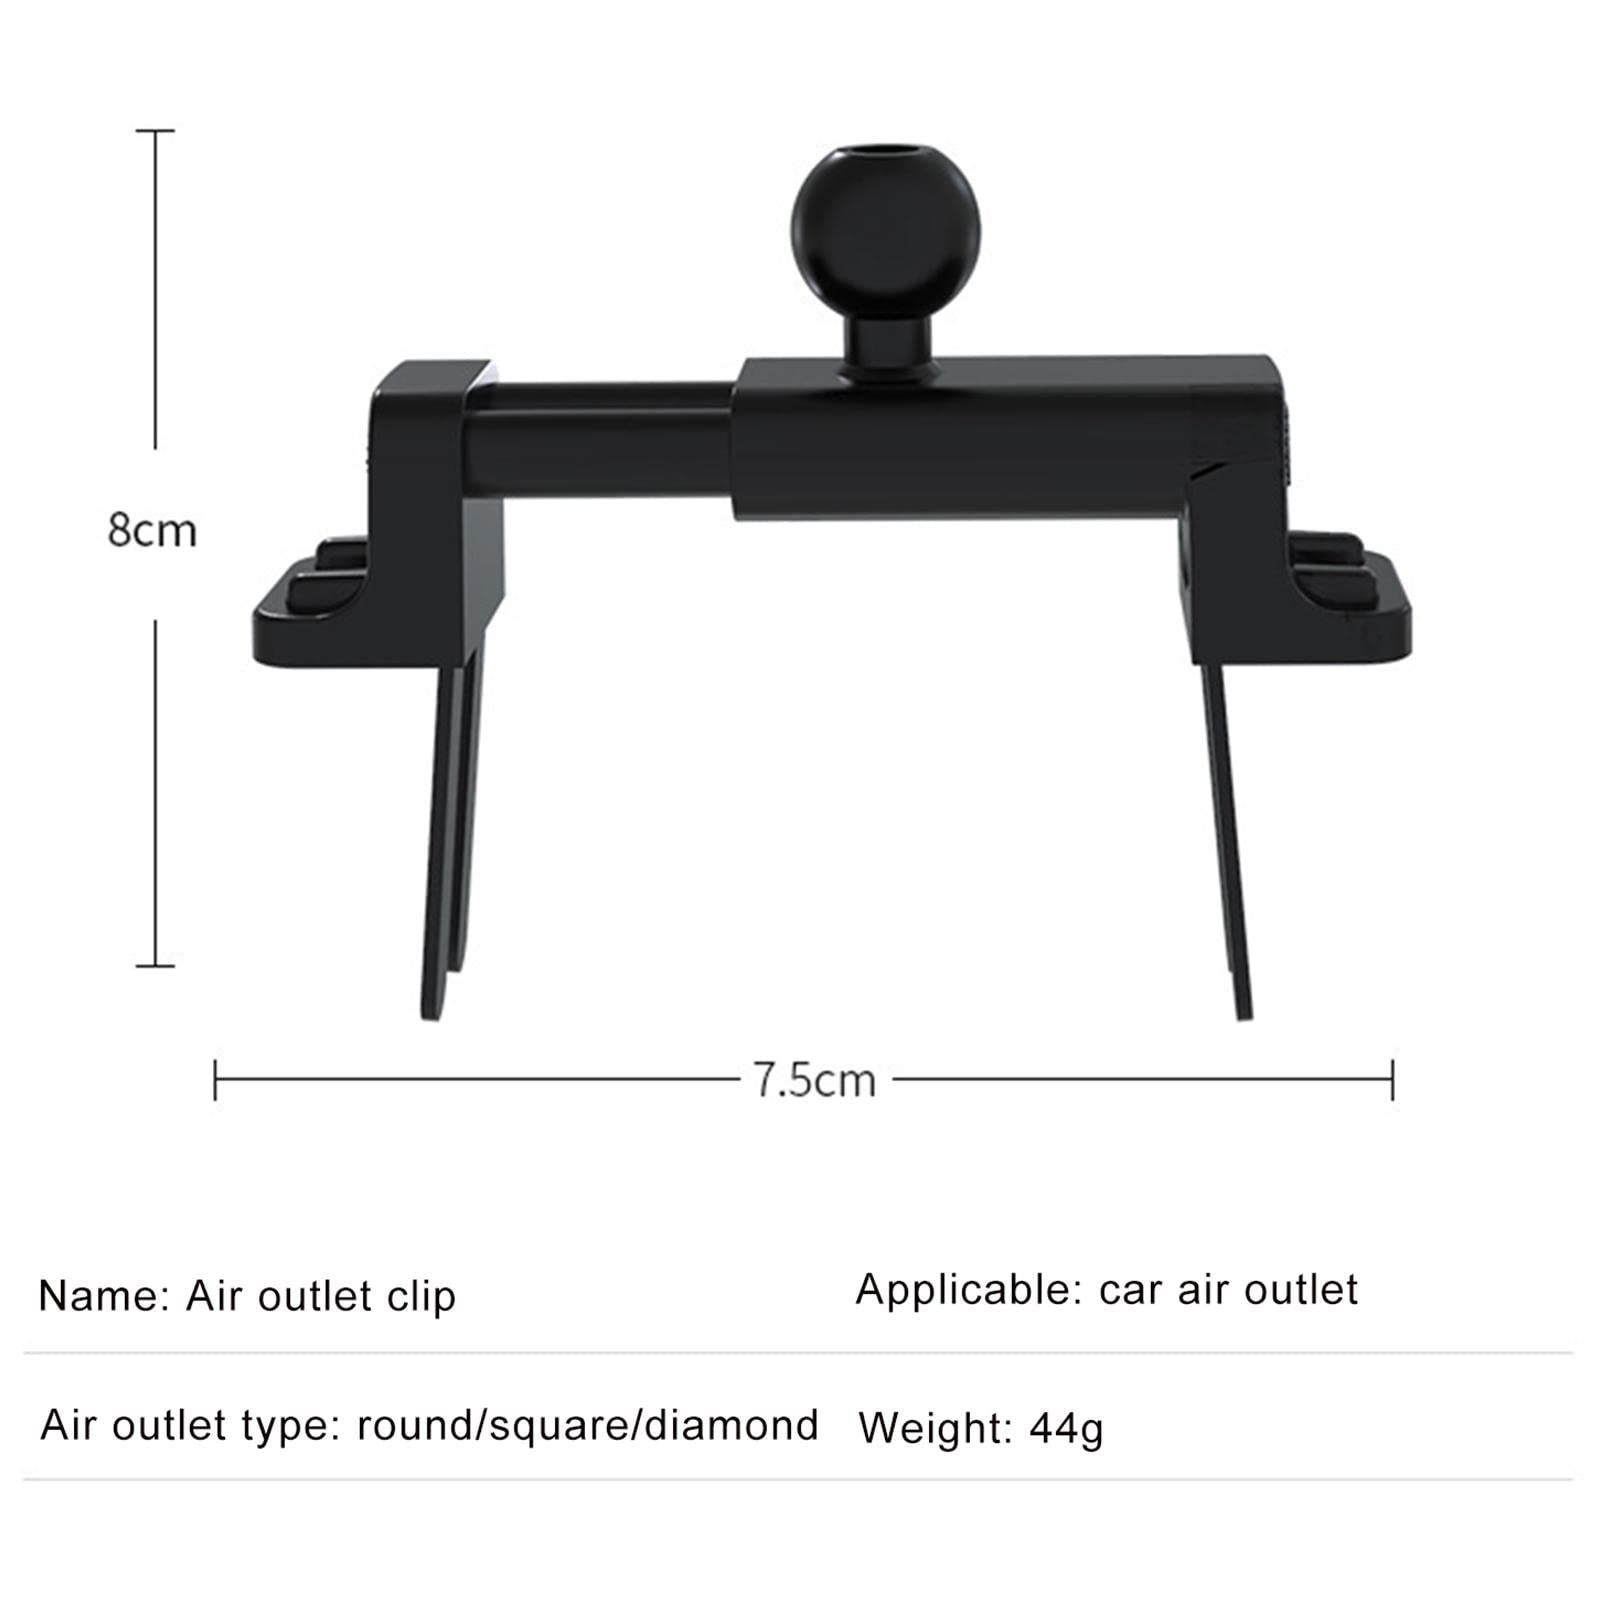 8cm
7.5cm
Name: Air outlet clip
Applicable: car air outlet
Air outlet type: round/square/diamond
Weight: 44g